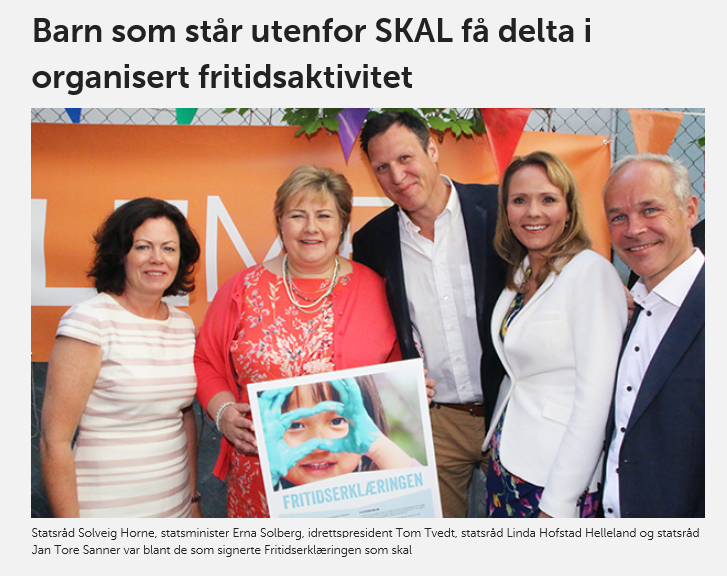 Barn som står utenfor SKAL få delta i
organisert fritidsaktivitet
FRITIDSERKLÆRINGEN
Statsråd Solveig Horne, statsminister Erna Solberg, idrettspresident Tom Tvedt, statsråd Linda Hofstad Helleland og statsråd
Jan Tore Sanner var blant de som signerte Fritidserklæringen som skal